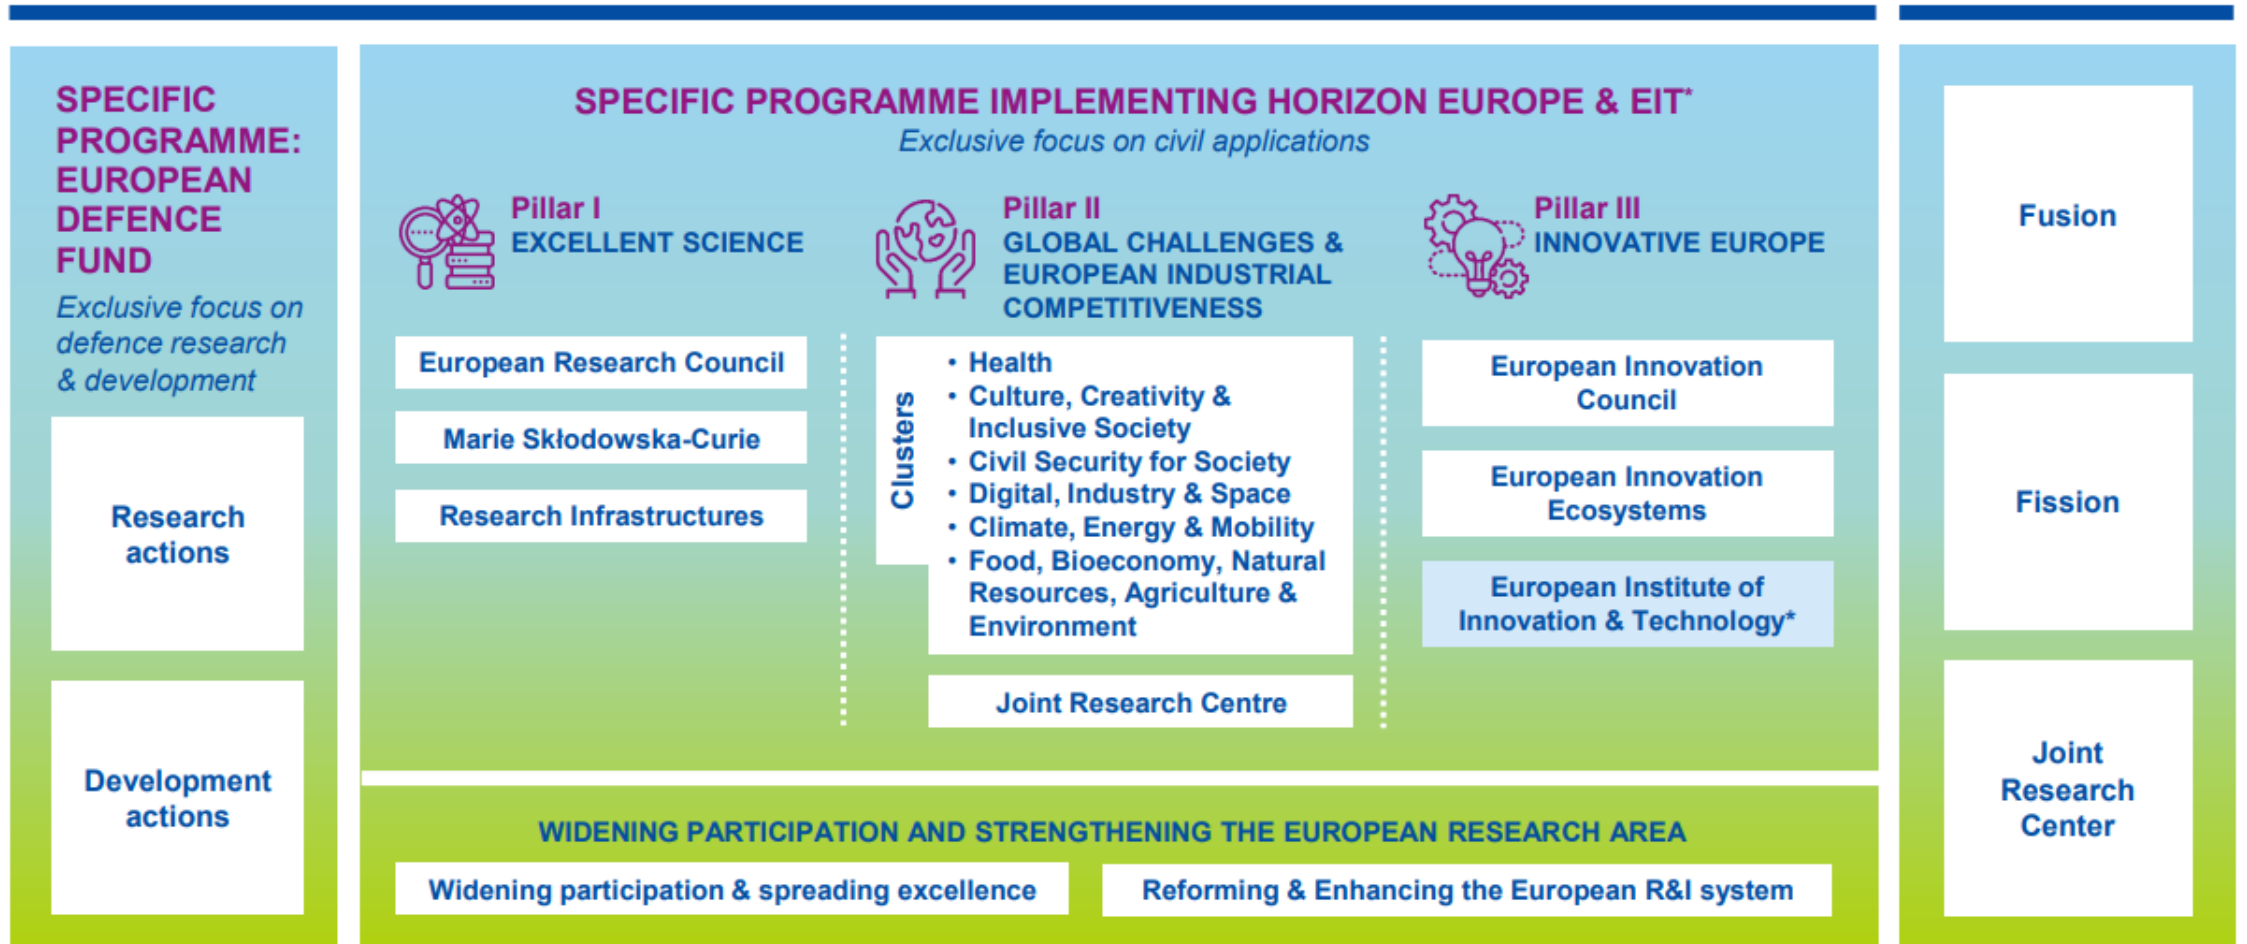 SPECIFIC
PROGRAMME:
EUROPEAN
DEFENCE
FUND
Exclusive focus on
defence research
& development
Research
actions
Development
actions
SPECIFIC PROGRAMME IMPLEMENTING HORIZON EUROPE & EIT*
Exclusive focus on civil applications
Pillar I
EXCELLENT SCIENCE
European Research Council
Marie Skłodowska-Curie
Research Infrastructures
Pillar II
GLOBAL CHALLENGES &
EUROPEAN INDUSTRIAL
COMPETITIVENESS
Clusters
• Health
• Culture, Creativity &
Inclusive Society
• Civil Security for Society
• Digital, Industry & Space
• Climate, Energy & Mobility
• Food, Bioeconomy, Natural
Resources, Agriculture &
Environment
Joint Research Centre
Pillar III
INNOVATIVE EUROPE
European Innovation
Council
European Innovation
Ecosystems
European Institute of
Innovation & Technology*
WIDENING PARTICIPATION AND STRENGTHENING THE EUROPEAN RESEARCH AREA
Widening participation & spreading excellence
Reforming & Enhancing the European R&I system
Fusion
Fission
Joint
Research
Center